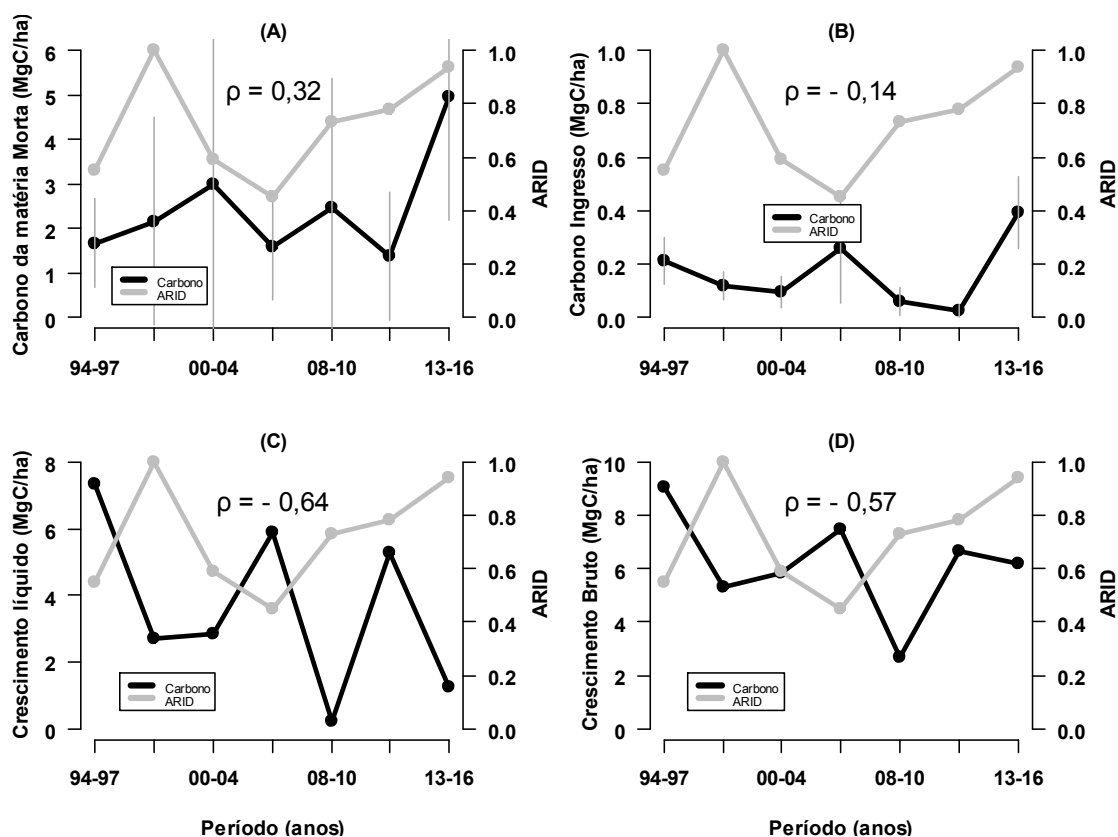 (A)
Carbono da matéria Morta (MgC/ha)
6
5
4
3
2
1
0
ρ = 0,32
Carbono
ARID
1.0
0.8
0.6
0.4
0.2
0.0
ARID
94-97
00-04
08-10
13-16
(B)
Carbono Ingresso (MgC/ha)
1.0
0.8
0.6
0.4
0.2
0.0
ρ = - 0,14
Carbono
ARID
1.0
0.8
0.6
0.4
0.2
0.0
ARID
94-97
00-04
08-10
13-16
(C)
Crescimento líquido (MgC/ha)
8
6
4
2
0
ρ = - 0,64
Carbono
ARID
1.0
0.8
0.6
0.4
0.2
0.0
ARID
94-97
00-04
08-10
13-16
Período (anos)
(D)
Crescimento Bruto (MgC/ha)
10
8
6
4
2
0
ρ = - 0,57
Carbono
ARID
1.0
0.8
0.6
0.4
0.2
0.0
ARID
94-97
00-04
08-10
13-16
Período (anos)